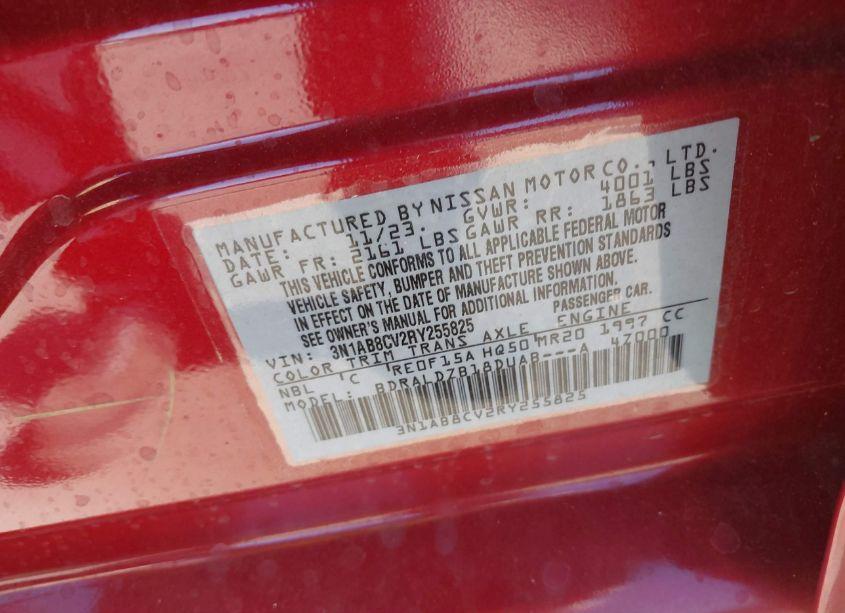 MANUFACTURED BY NISSAN MOTOR CO., LTD.
DATE: 11/23. GVWR: 4001 LBS
GAWR FR: 2161 LBS GAWR RR: 1863 LBS
THIS VEHICLE CONFORMS TO ALL APPLICABLE FEDERAL MOTOR
VEHICLE SAFETY, BUMPER AND THEFT PREVENTION STANDARDS
IN EFFECT ON THE DATE OF MANUFACTURE SHOWN ABOVE.
SEE OWNER'S MANUAL FOR ADDITIONAL INFORMATION.
VIN: 3N1AB8CV2RY255825 PASSENGER CAR.
COLOR TRIM TRANS AXLE ENGINE
NBL 'C RE0F15A HQ50 MR20 1997 CC
MODEL: BDRALDZB18DUAB---A 47000
3N1AB8CV2RY255825